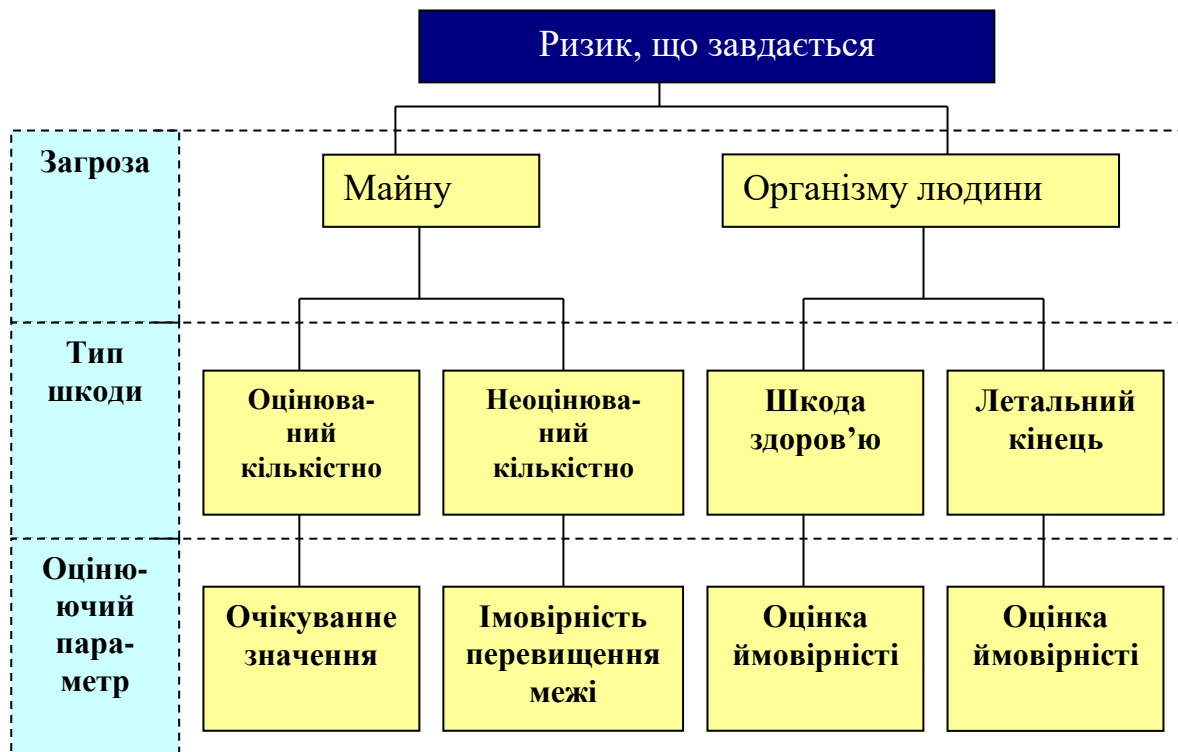 Ризик, що завдається
Загроза
Майну
Організму людини
Тип
шкоди
Оцінюва-
ний
кількістно
Неоцінюва-
ний
кількістно
Шкода
здоров’ю
Летальний
кінець
Оціню-
ючий
пара-
метр
Очікуванне
значення
Імовірність
перевищення
межі
Оцінка
ймовірністі
Оцінка
ймовірністі